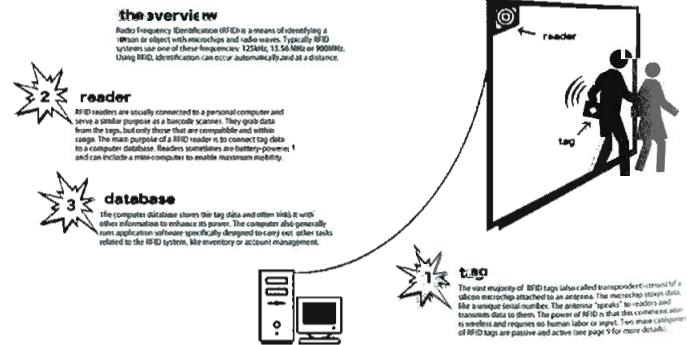 the overview
Radio Frequency IDentification (RFID) is a means of identifying a
person or object with microchips and radio waves. Typically RFID
systems use one of these frequencies: 125kHz, 13.56 MHz or 900MHz.
Using RFID, identification can occur automatically and at a distance.
reader
tag
2 reader
RFID readers are usually connected to a personal computer and
serve a similar purpose as a barcode scanner. They grab data
from the tags, but only those that are compatible and within
range. The main purpose of a RFID reader is to connect tag data
to a computer database. Readers sometimes are battery-powered
and can include a mini-computer to enable maximum mobility.
3 database
The computer database stores the tag data and often links it with
other information to enhance its power. The computer also generally
runs application software specifically designed to carry out other tasks
related to the RFID system, like inventory or account management.
1 tag
The vast majority of RFID tags (also called transponders) consist of a
silicon microchip attached to an antenna. The microchip stores data,
like a unique serial number. The antenna "speaks" to readers and
transmits data to them. The power of RFID is that this communication
is wireless and requires no human labor or input. Two main categories
of RFID tags are passive and active (see page 9 for more details).